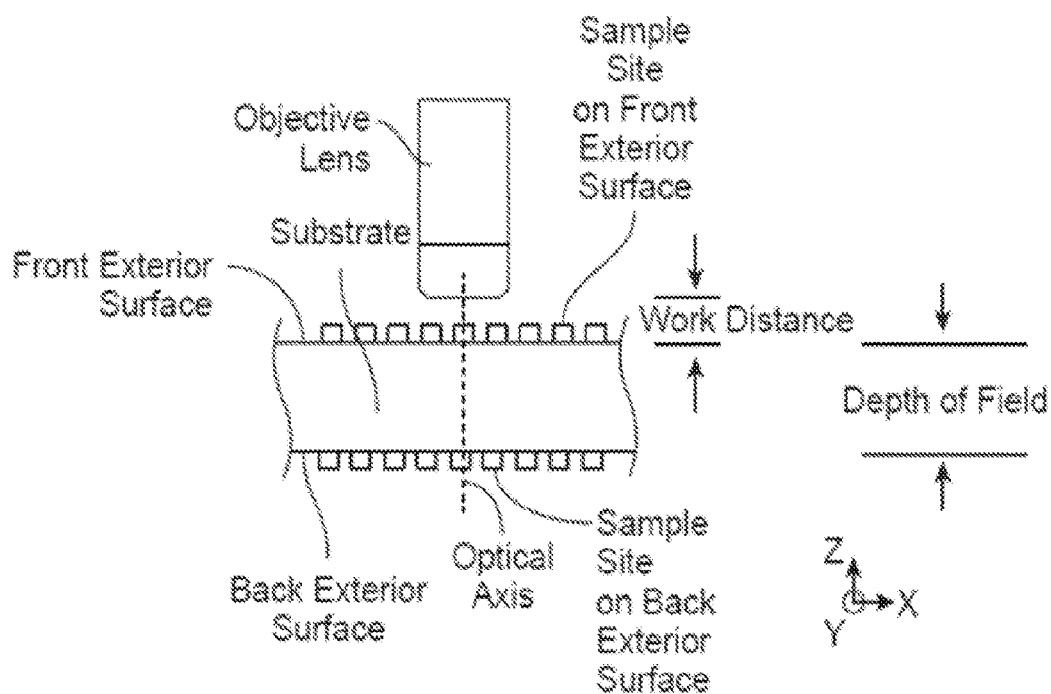 Sample
Site
on Front
Exterior
Surface
Objective
Lens
Substrate
Front Exterior
Surface
Work Distance
Depth of Field
Back Exterior
Surface
Optical
Axis
Sample
Site
on Back
Exterior
Surface
Z
X
Y